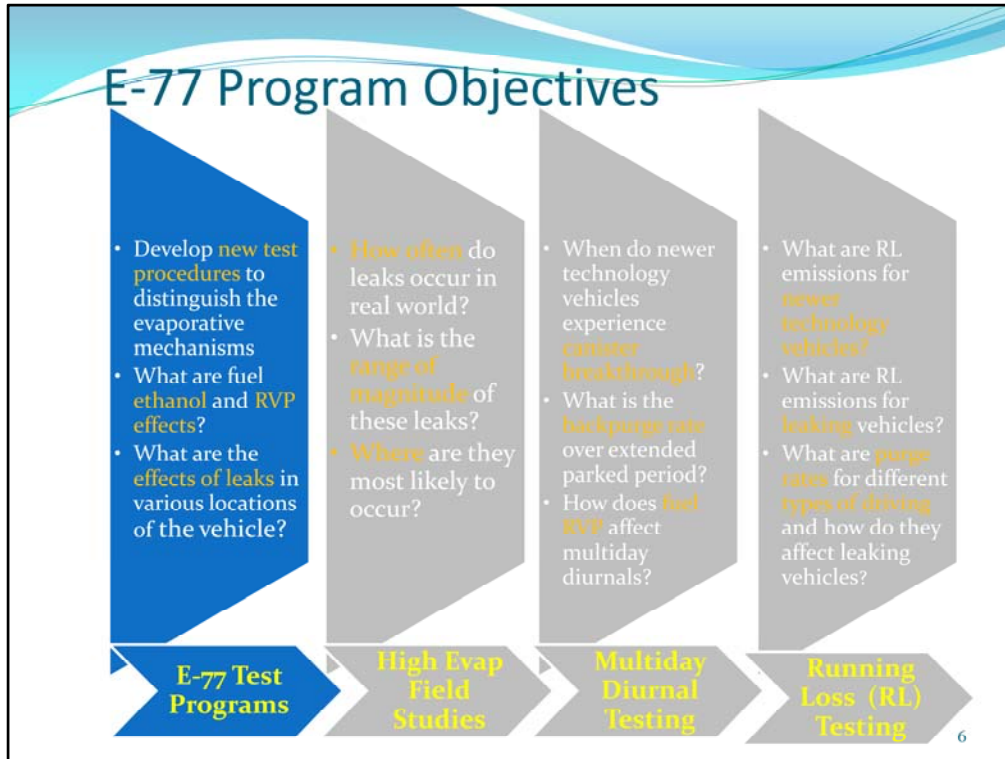 E-77 Program Objectives
• Develop new test
procedures to
distinguish the
evaporative
mechanisms
• What are fuel
ethanol and RVP
effects?
• What are the
effects of leaks in
various locations
of the vehicle?
• How often do
leaks occur in
real world?
• What is the
range of
magnitude of
these leaks?
• Where are they
most likely to
occur?
• When do newer
technology
vehicles
experience
canister
breakthrough?
• What is the
backpurge rate
over extended
parked period?
• How does fuel
RVP affect
multiday
diurnals?
• What are RL
emissions for
newer
technology
vehicles?
• What are RL
emissions for
leaking vehicles?
• What are purge
rates for different
types of driving
and how do they
affect leaking
vehicles?
E-77 Test
Programs
High Evap
Field
Studies
Multiday
Diurnal
Testing
Running
Loss (RL)
Testing
6